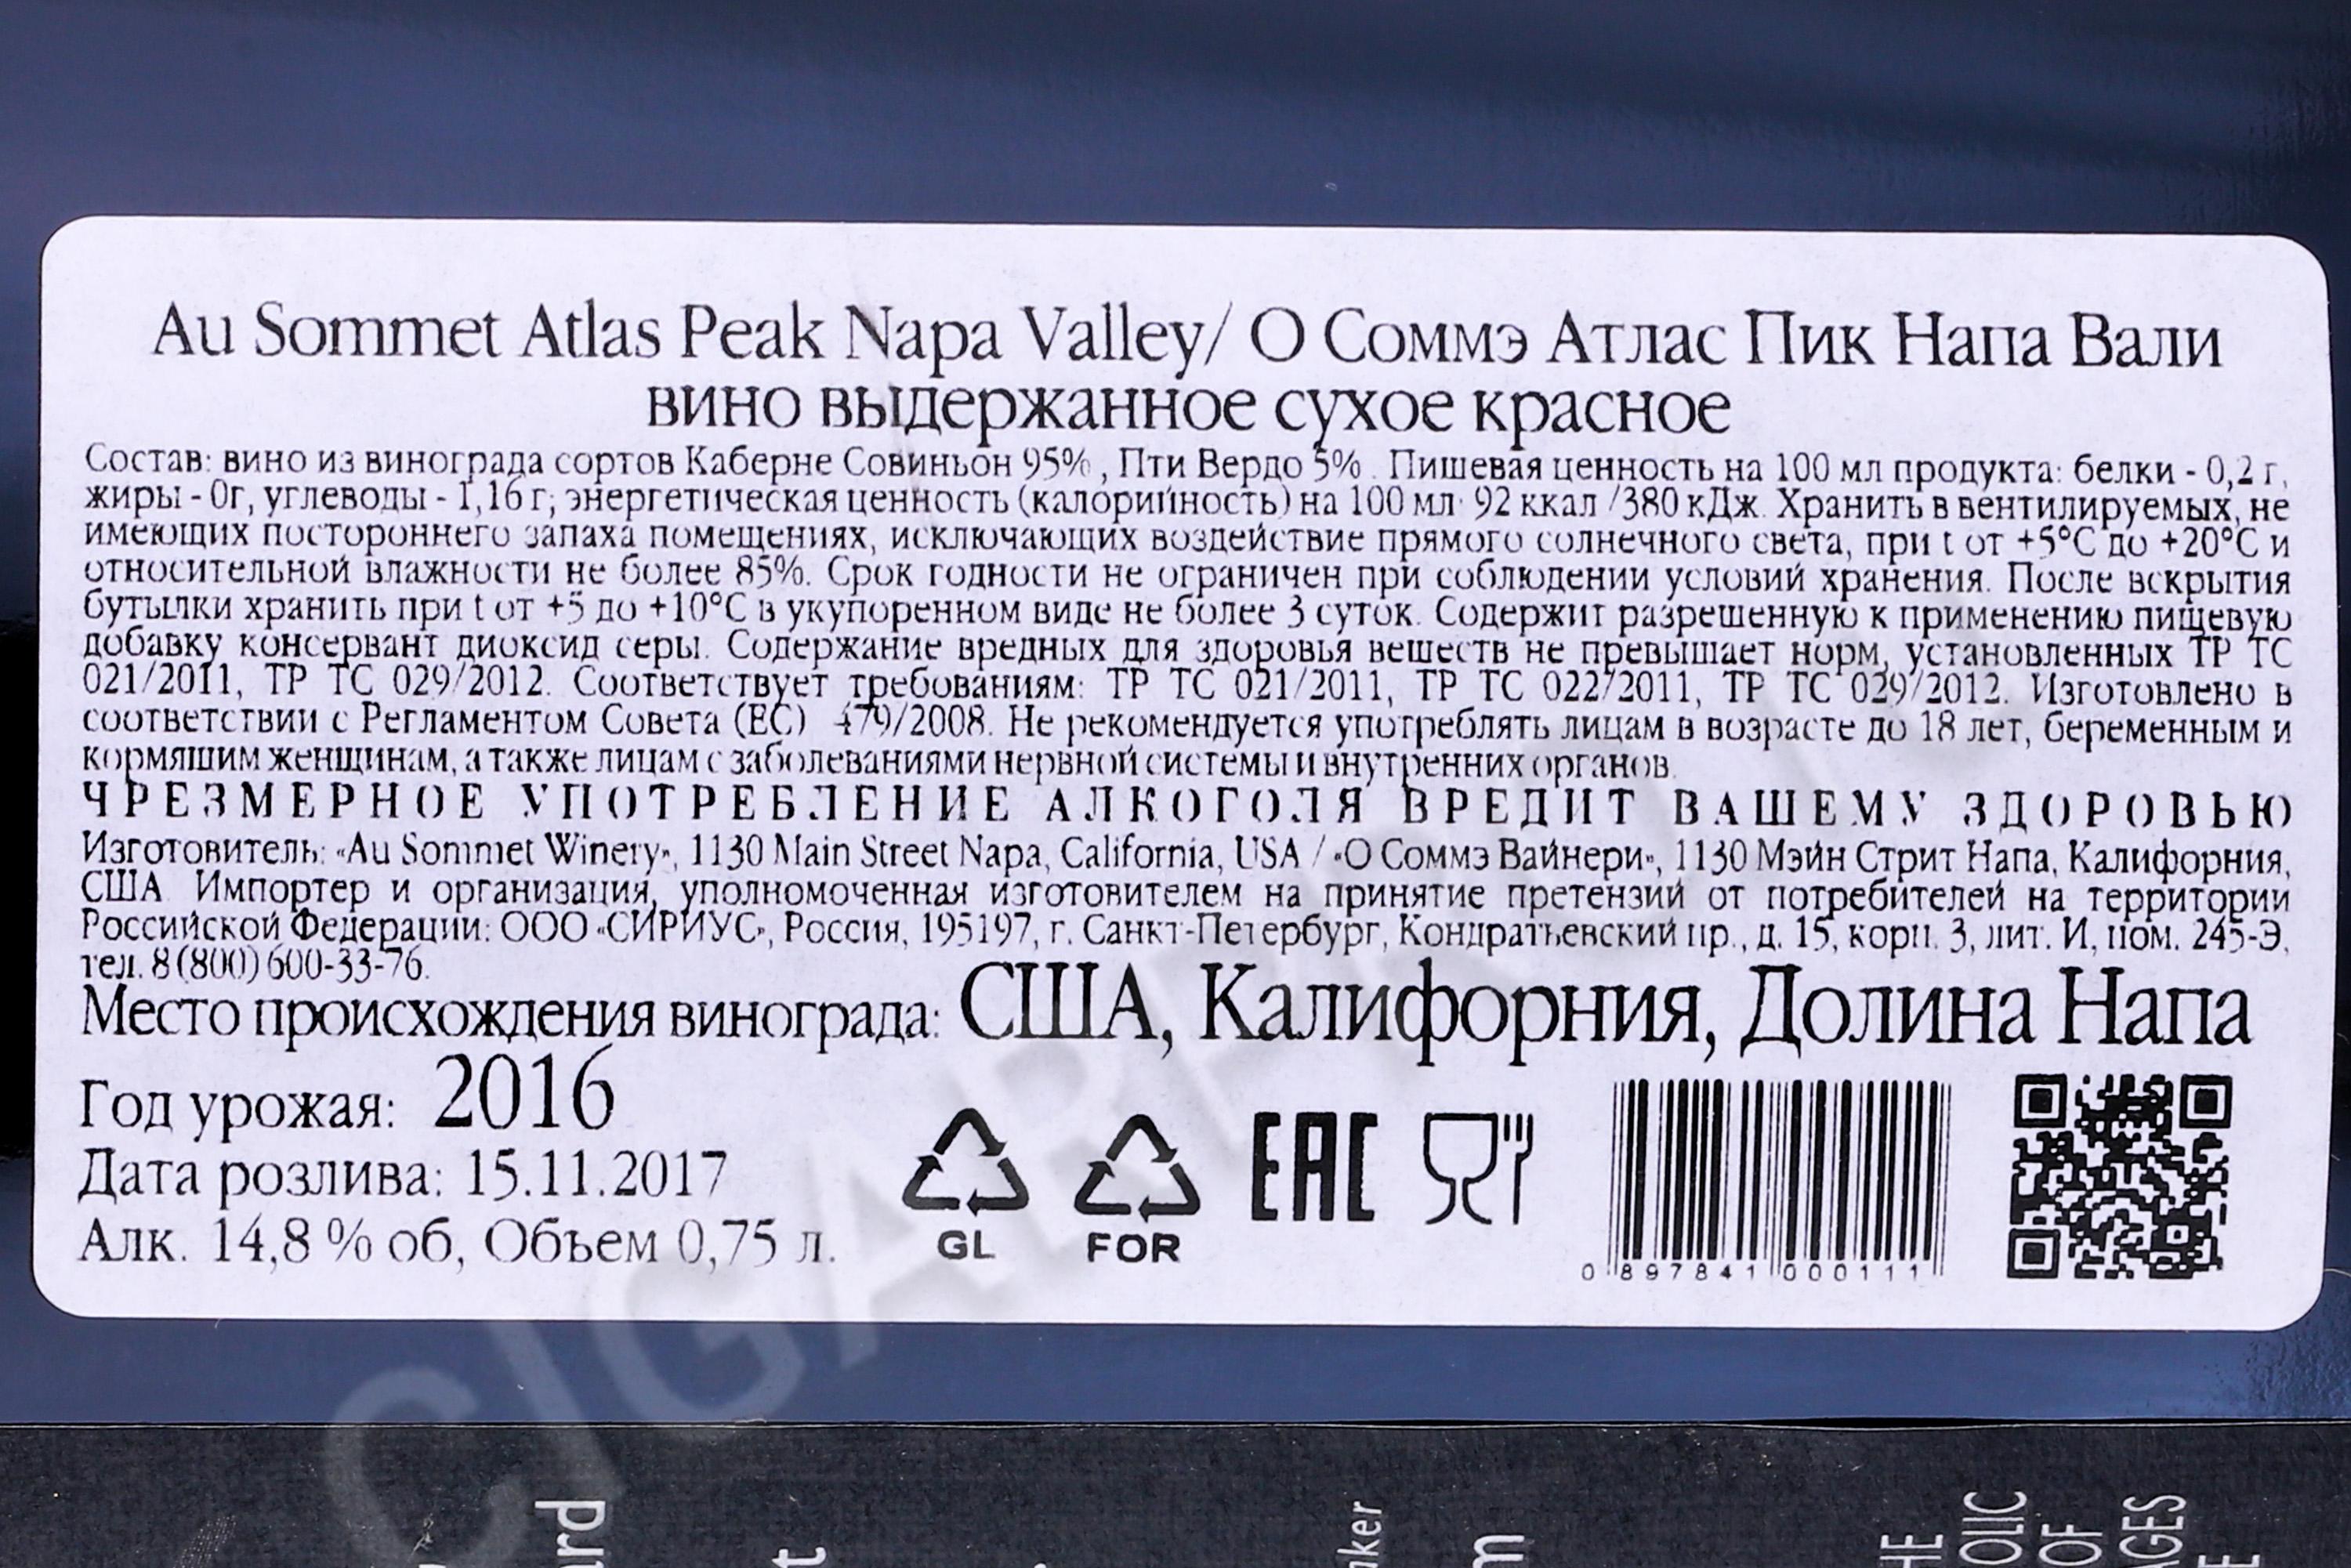 Au Sommet Atlas Peak Napa Valley/ О Соммэ Атлас Пик Напа Вали
вино выдержанное сухое красное
Состав: вино из винограда сортов Каберне Совиньон 95% , Пти Вердо 5% . Пишевая ценность на 100 мл продукта: белки - 0,2 г,
жиры - 0г, углеводы - 1,16 г; энергетическая ценность (калорийность) на 100 мл: 92 ккал /380 кДж. Хранить в вентилируемых, не
имеющих постороннего запаха помещениях, исключающих воздействие прямого солнечного света, при t от +5°С до +20°С и
относительной влажности не более 85%. Срок годности не ограничен при соблюдении условий хранения. После вскрытия
бутылки хранить при t от +5 до +10°С в укупоренном виде не более 3 суток. Содержит разрешенную к применению пищевую
добавку консервант диоксид серы. Содержание вредных для здоровья веществ не превышает норм, установленных ТР ТС
021/2011, ТР ТС 029/2012. Соответствует требованиям: ТР ТС 021/2011, ТР ТС 022/2011, ТР ТС 029/2012. Изготовлено в
соответствии с Регламентом Совета (ЕС) 479/2008. Не рекомендуется употреблять лицам в возрасте до 18 лет, беременным и
кормяшим женщинам, а также лицам с заболеваниями нервной системы и внутренних органов.
ЧРЕЗМЕРНОЕ УПОТРЕБЛЕНИЕ АЛКОГОЛЯ ВРЕДИТ ВАШЕМУ ЗДОРОВЬЮ
Изготовитель: «Au Sommet Winery», 1130 Main Street Napa, California, USA / «О Соммэ Вайнери», 1130 Мэйн Стрит Напа, Калифорния,
США. Импортер и организация, уполномоченная изготовителем на принятие претензий от потребителей на территории
Российской Федерации: ООО «СИРИУС», Россия, 195197, г. Санкт-Петербург, Кондратьевский пр., д. 15, корп. 3, лит. И, пом. 245-Э,
тел. 8 (800) 600-33-76.
Место происхождения винограда: США, Калифорния, Долина Напа
Год урожая: 2016
Дата розлива: 15.11.2017
Алк. 14,8 % об, Объем 0,75 л.
GL
FOR
EAC
0 897841 000111